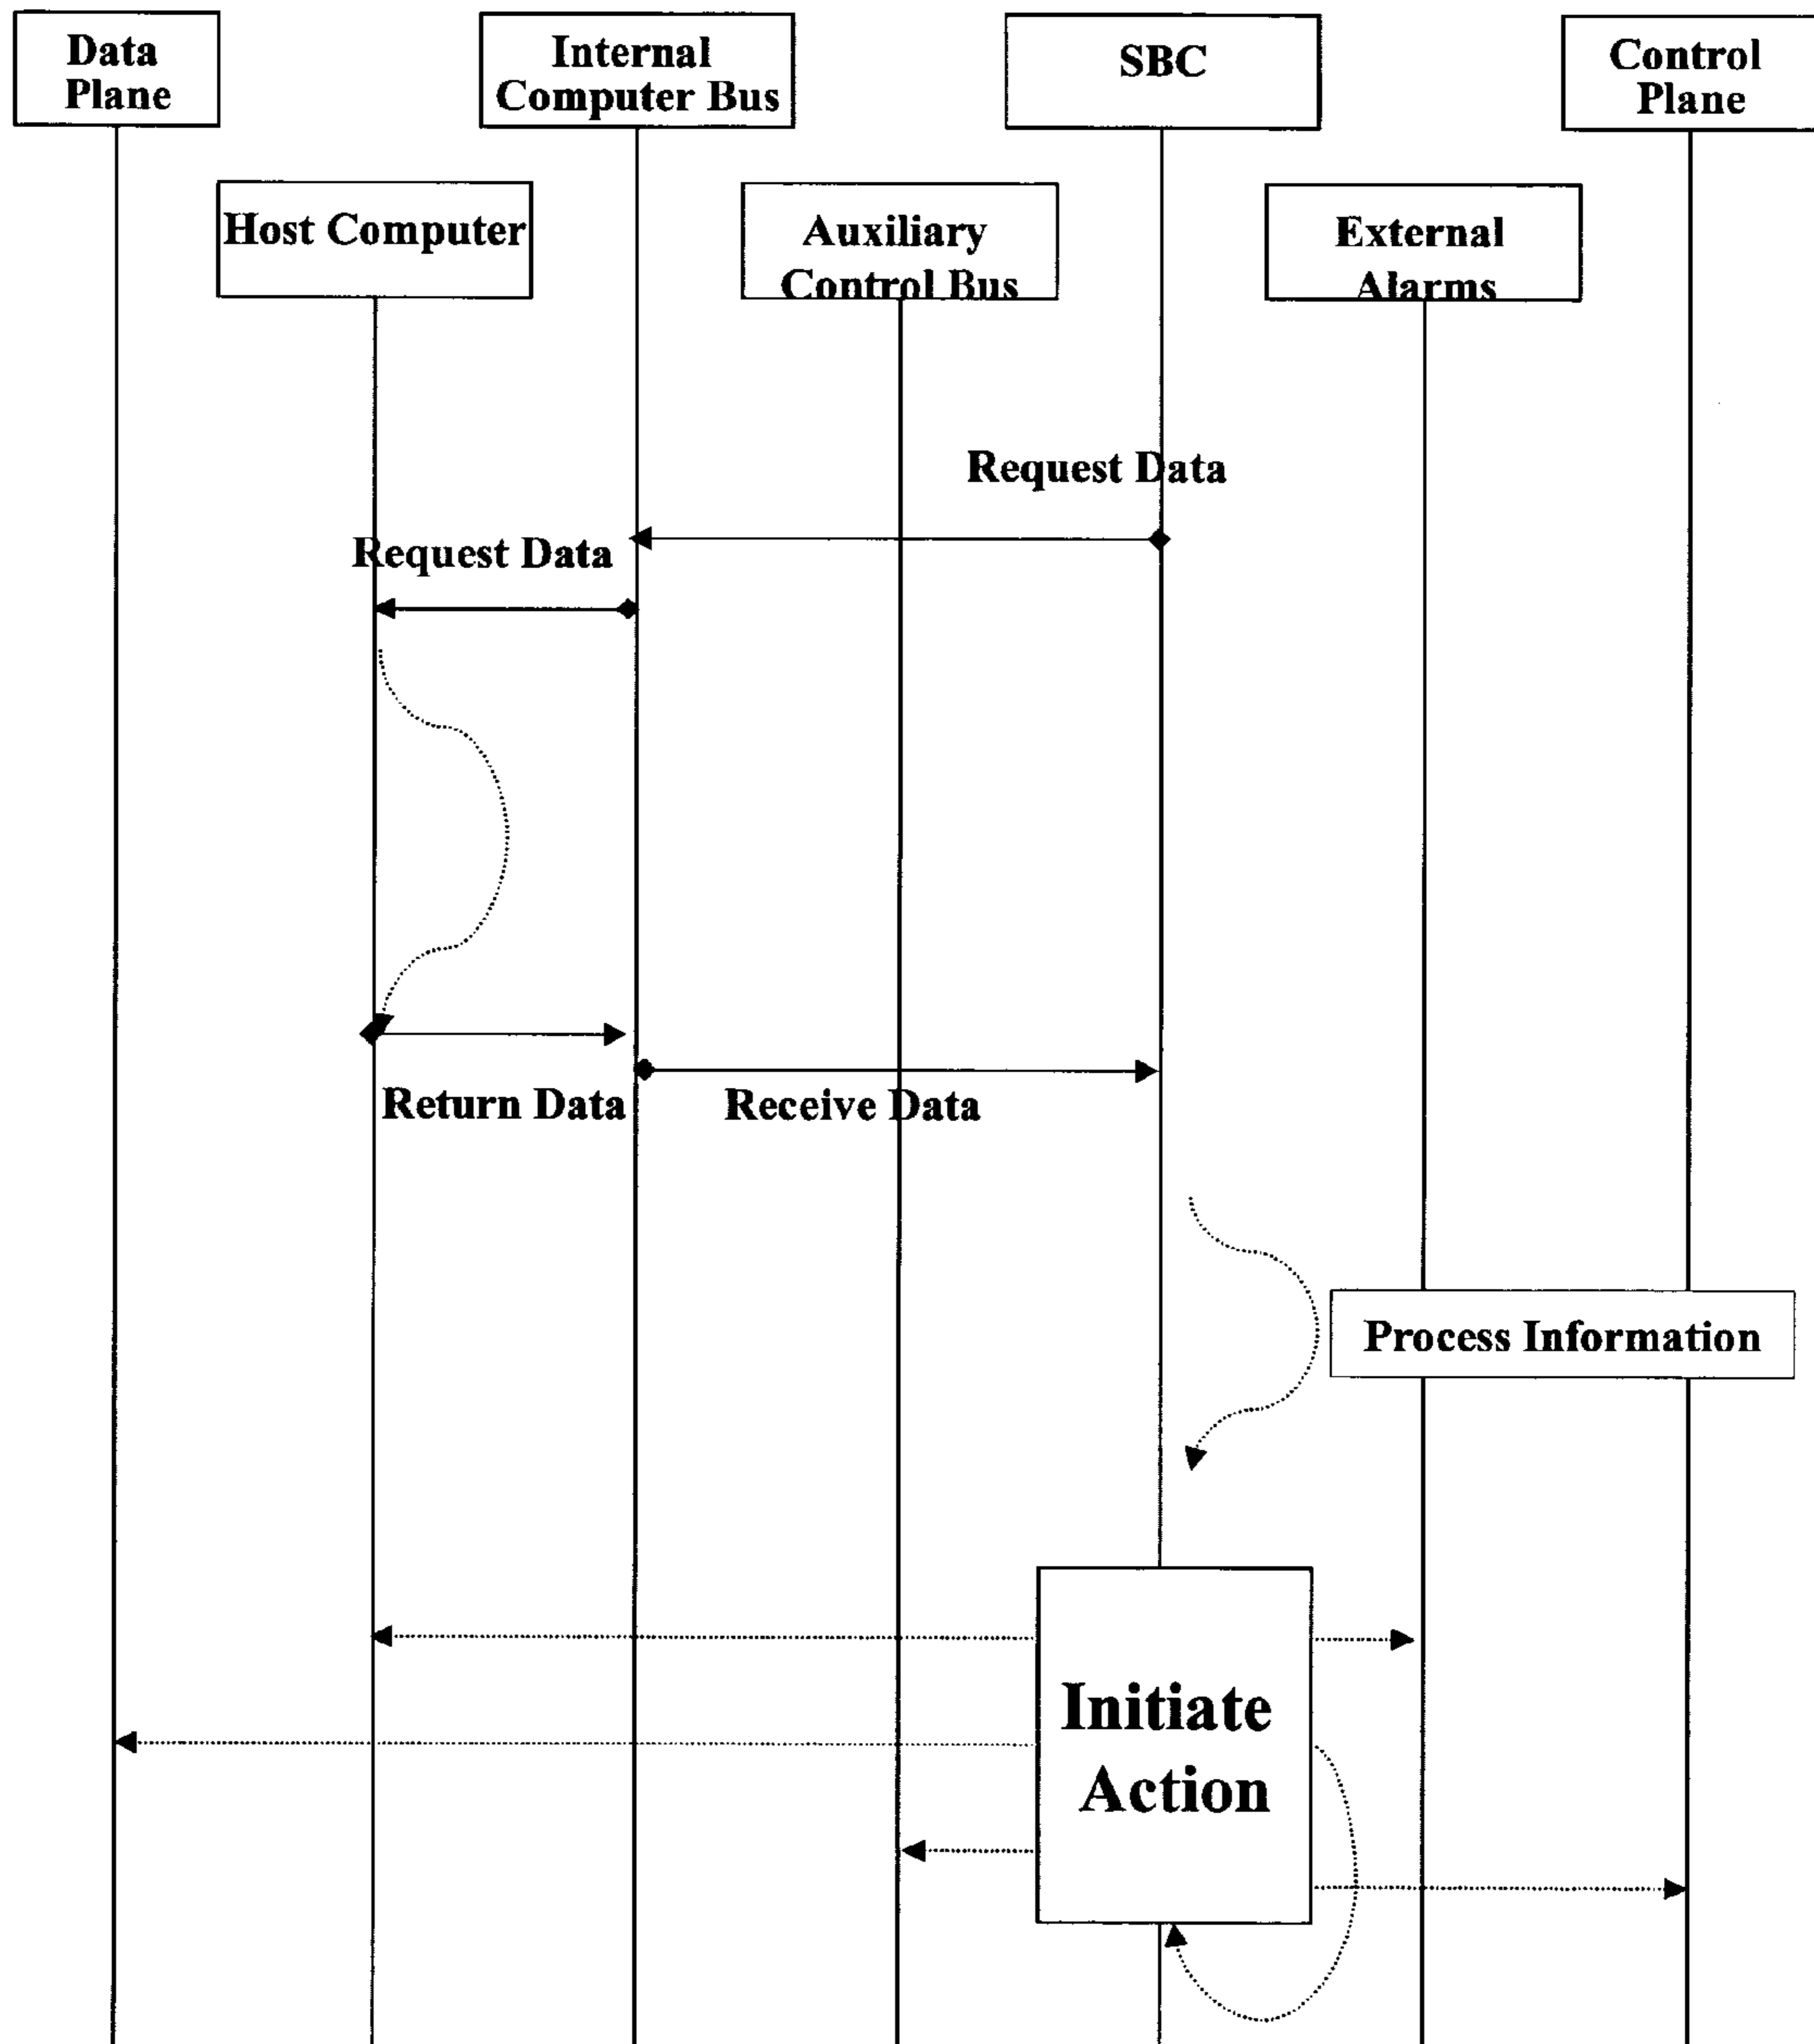 Data
Plane
Internal
Computer Bus
SBC
Control
Plane
Host Computer
Auxiliary
Control Bus
External
Alarms
Request Data
Request Data
Return Data
Receive Data
Process Information
Initiate
Action